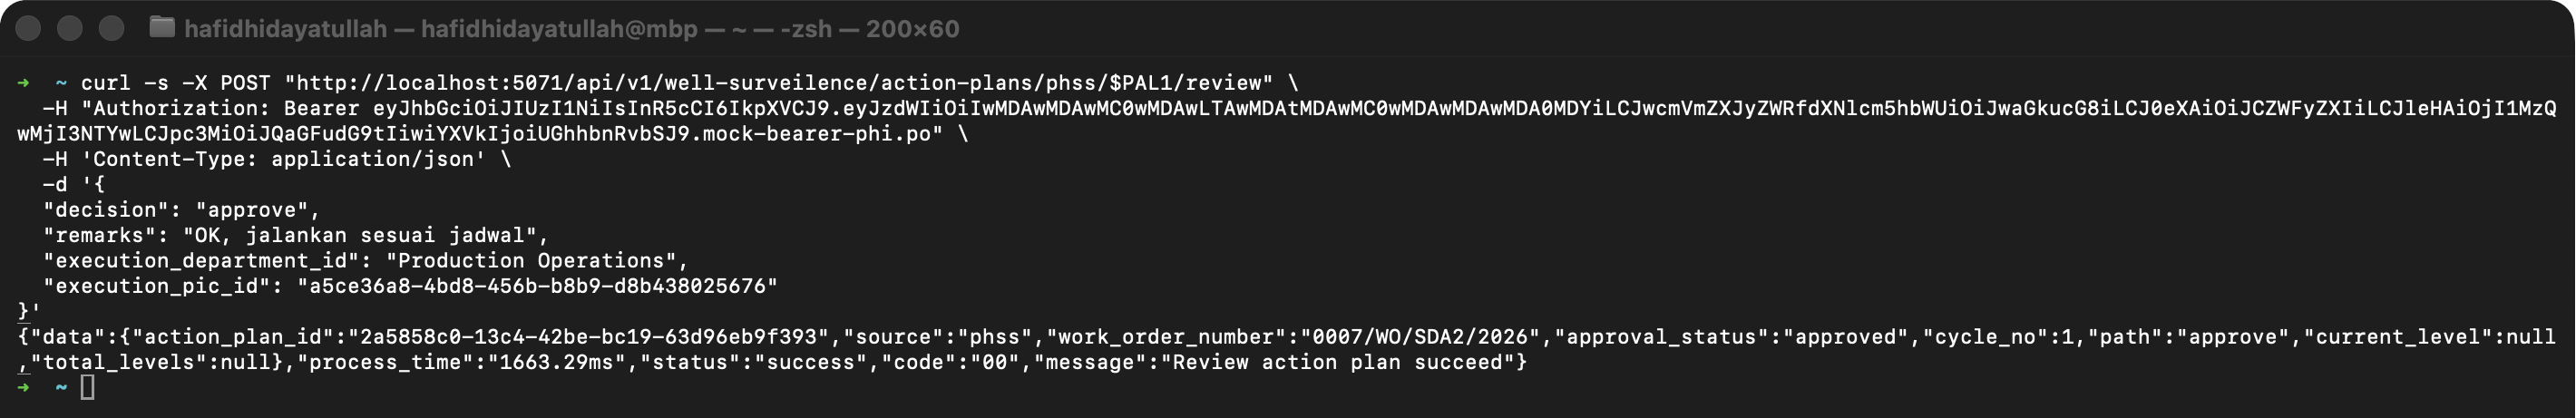 hafidhidayatullah — hafidhidayatullah@mbp — ~ — -zsh — 200×60
➜  ~ curl -s -X POST "http://localhost:5071/api/v1/well-surveilence/action-plans/phss/$PAL1/review" \
  -H "Authorization: Bearer eyJhbGciOiJIUzI1NiIsInR5cCI6IkpXVCJ9.eyJzdWIiOiIwMDAwMDAwMC0wMDAwLTAwMDAtMDAwMC0wMDAwMDAwMDA0MDYiLCJwcmVmZXJyZWRfdXNlcm5hbWUiOiJwaGkucG8iLCJ0eXAiOiJCZWFyZXIiLCJleHAiOjI1MzQ
wMjI3NTYwLCJpc3MiOiJQaGFudG9tIiwiYXVkIjoiUGhhbnRvbSJ9.mock-bearer-phi.po" \
  -H 'Content-Type: application/json' \
  -d '{
  "decision": "approve",
  "remarks": "OK, jalankan sesuai jadwal",
  "execution_department_id": "Production Operations",
  "execution_pic_id": "a5ce36a8-4bd8-456b-b8b9-d8b438025676"
}'
{"data":{"action_plan_id":"2a5858c0-13c4-42be-bc19-63d96eb9f393","source":"phss","work_order_number":"0007/WO/SDA2/2026","approval_status":"approved","cycle_no":1,"path":"approve","current_level":null
,"total_levels":null},"process_time":"1663.29ms","status":"success","code":"00","message":"Review action plan succeed"}
➜  ~